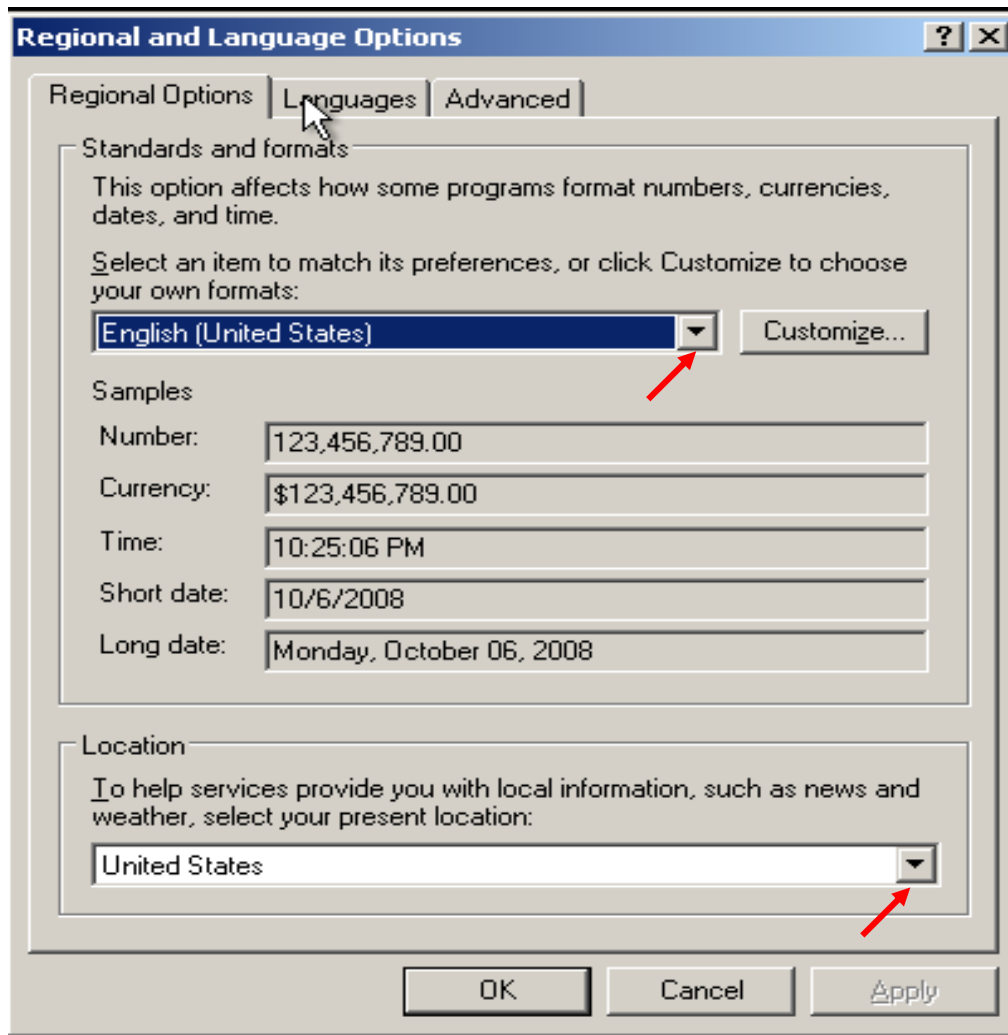 Regional and Language Options
Regional Options Languages Advanced
Standards and formats
This option affects how some programs format numbers, currencies,
dates, and time.
Select an item to match its preferences, or click Customize to choose
your own formats:
English (United States) Customize...
Samples
Number: 123,456,789.00
Currency: $123,456,789.00
Time: 10:25:06 PM
Short date: 10/6/2008
Long date: Monday, October 06, 2008
Location
To help services provide you with local information, such as news and
weather, select your present location:
United States
OK Cancel Apply